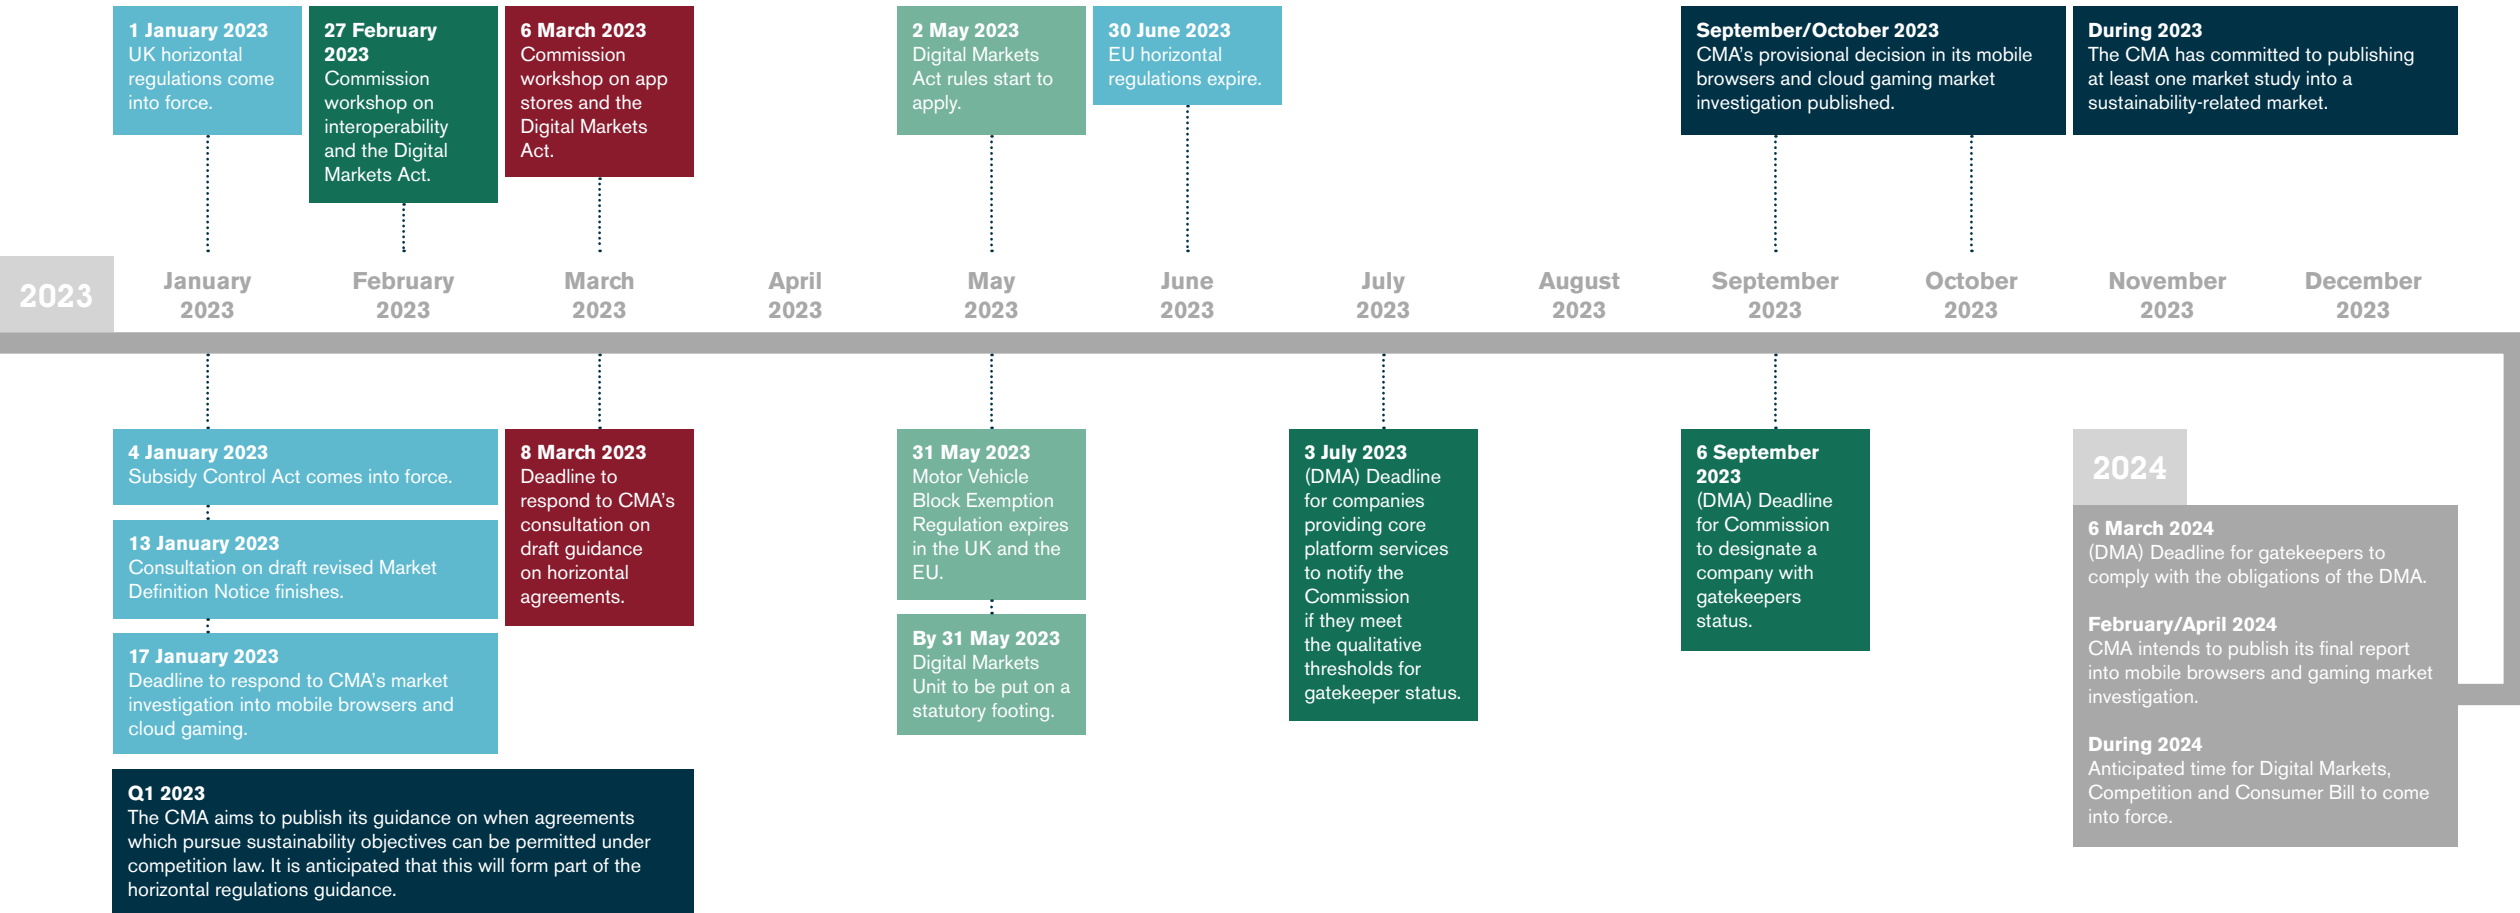 1 January 2023
UK horizontal
regulations come
into force.
27 February
2023
Commission
workshop on
interoperability
and the Digital
Markets Act.
6 March 2023
Commission
workshop on app
stores and the
Digital Markets
Act.
2 May 2023
Digital Markets
Act rules start to
apply.
30 June 2023
EU horizontal
regulations expire.
September/October 2023
CMA’s provisional decision in its mobile
browsers and cloud gaming market
investigation published.
During 2023
The CMA has committed to publishing
at least one market study into a
sustainability-related market.
2023
January
2023
February
2023
March
2023
April
2023
May
2023
June
2023
July
2023
August
2023
September
2023
October
2023
November
2023
December
2023
4 January 2023
Subsidy Control Act comes into force.
13 January 2023
Consultation on draft revised Market
Definition Notice finishes.
17 January 2023
Deadline to respond to CMA’s market
investigation into mobile browsers and
cloud gaming.
Q1 2023
The CMA aims to publish its guidance on when agreements
which pursue sustainability objectives can be permitted under
competition law. It is anticipated that this will form part of the
horizontal regulations guidance.
8 March 2023
Deadline to
respond to CMA’s
consultation on
draft guidance
on horizontal
agreements.
31 May 2023
Motor Vehicle
Block Exemption
Regulation expires
in the UK and the
EU.
By 31 May 2023
Digital Markets
Unit to be put on a
statutory footing.
3 July 2023
(DMA) Deadline
for companies
providing core
platform services
to notify the
Commission
if they meet
the qualitative
thresholds for
gatekeeper status.
6 September
2023
(DMA) Deadline
for Commission
to designate a
company with
gatekeepers
status.
2024
6 March 2024
(DMA) Deadline for gatekeepers to
comply with the obligations of the DMA.
February/April 2024
CMA intends to publish its final report
into mobile browsers and gaming market
investigation.
During 2024
Anticipated time for Digital Markets,
Competition and Consumer Bill to come
into force.